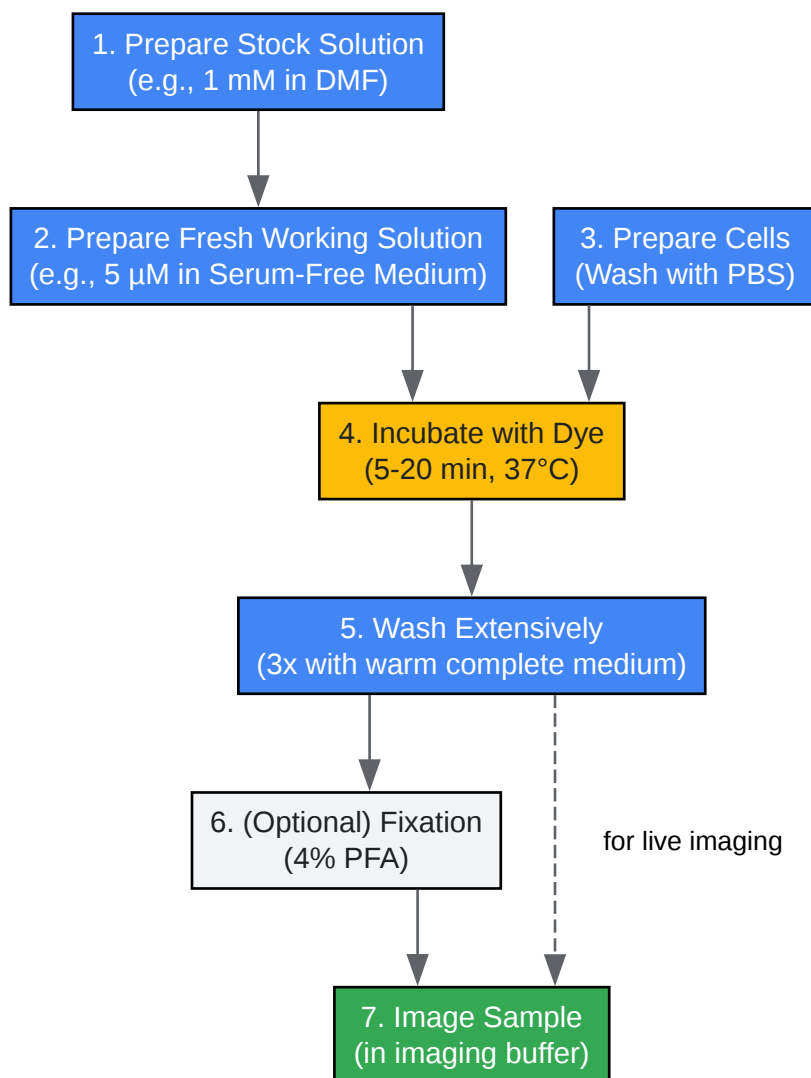 1. Prepare Stock Solution
(e.g., 1 mM in DMF)
2. Prepare Fresh Working Solution
(e.g., 5 µM in Serum-Free Medium)
3. Prepare Cells
(Wash with PBS)
4. Incubate with Dye
(5-20 min, 37°C)
5. Wash Extensively
(3x with warm complete medium)
6. (Optional) Fixation
(4% PFA)
for live imaging
7. Image Sample
(in imaging buffer)